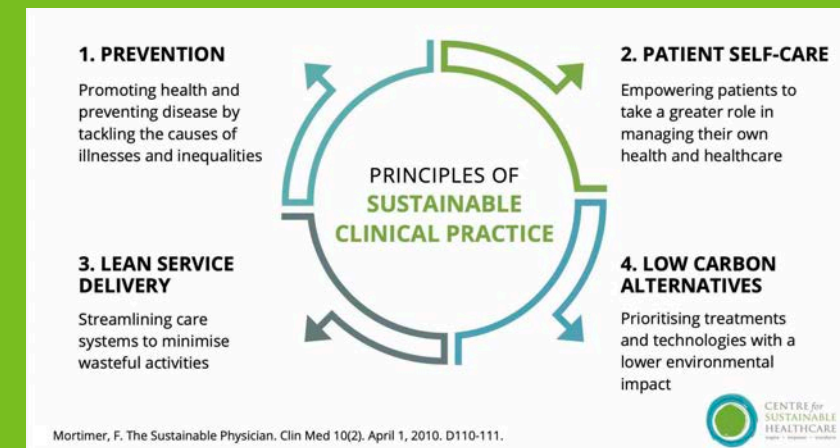 1. PREVENTION
Promoting health and
preventing disease by
tackling the causes of
illnesses and inequalities
2. PATIENT SELF-CARE
Empowering patients to
take a greater role in
managing their own
health and healthcare
PRINCIPLES OF
SUSTAINABLE
CLINICAL PRACTICE
3. LEAN SERVICE
DELIVERY
Streamlining care
systems to minimise
wasteful activities
4. LOW CARBON
ALTERNATIVES
Prioritising treatments
and technologies with a
lower environmental
impact
CENTRE for
SUSTAINABLE
HEALTHCARE
Mortimer, F. The Sustainable Physician. Clin Med 10(2). April 1, 2010. D110-111.